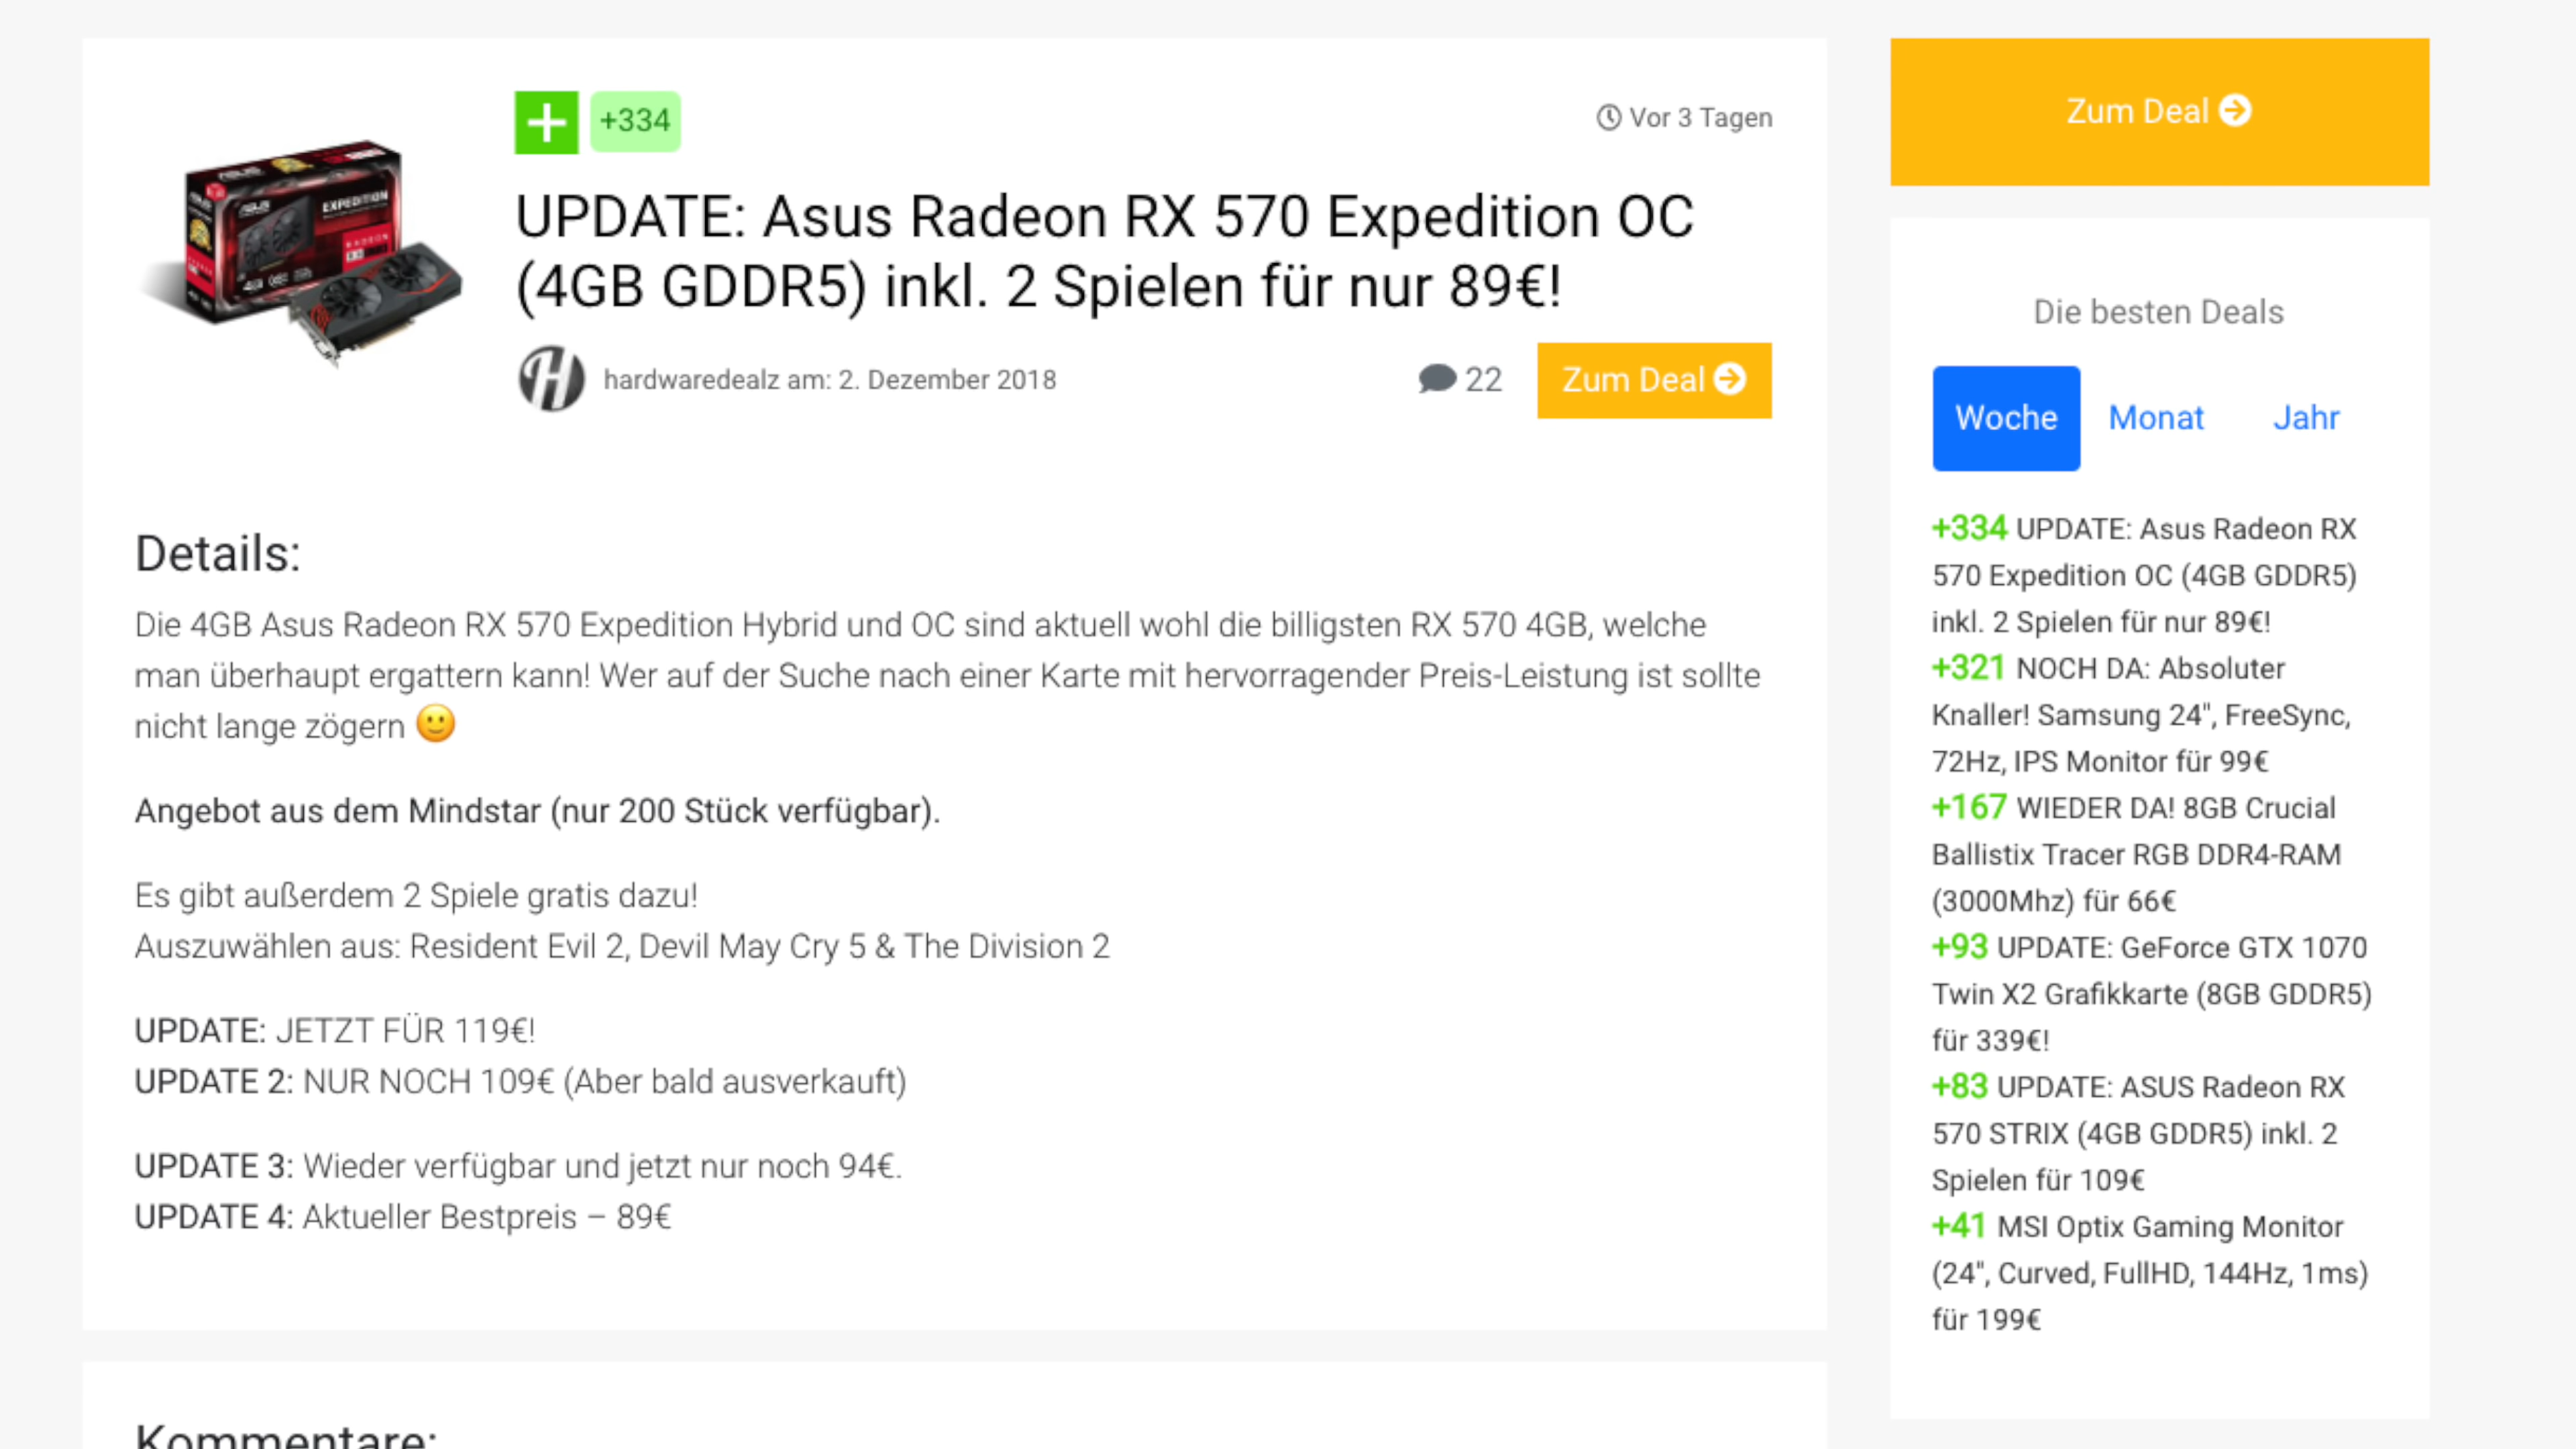 +334
Vor 3 Tagen
UPDATE: Asus Radeon RX 570 Expedition OC
(4GB GDDR5) inkl. 2 Spielen für nur 89€!
hardwaredealz am: 2. Dezember 2018
22
Zum Deal
Details:
Die 4GB Asus Radeon RX 570 Expedition Hybrid und OC sind aktuell wohl die billigsten RX 570 4GB, welche
man überhaupt ergattern kann! Wer auf der Suche nach einer Karte mit hervorragender Preis-Leistung ist sollte
nicht lange zögern 🙂
Angebot aus dem Mindstar (nur 200 Stück verfügbar).
Es gibt außerdem 2 Spiele gratis dazu!
Auszuwählen aus: Resident Evil 2, Devil May Cry 5 & The Division 2
UPDATE: JETZT FÜR 119€!
UPDATE 2: NUR NOCH 109€ (Aber bald ausverkauft)
UPDATE 3: Wieder verfügbar und jetzt nur noch 94€.
UPDATE 4: Aktueller Bestpreis – 89€
Kommentare:
ASUS
EXPEDITION
RADEON
Zum Deal
Die besten Deals
Woche
Monat
Jahr
+334 UPDATE: Asus Radeon RX
570 Expedition OC (4GB GDDR5)
inkl. 2 Spielen für nur 89€!
+321 NOCH DA: Absoluter
Knaller! Samsung 24", FreeSync,
72Hz, IPS Monitor für 99€
+167 WIEDER DA! 8GB Crucial
Ballistix Tracer RGB DDR4-RAM
(3000Mhz) für 66€
+93 UPDATE: GeForce GTX 1070
Twin X2 Grafikkarte (8GB GDDR5)
für 339€!
+83 UPDATE: ASUS Radeon RX
570 STRIX (4GB GDDR5) inkl. 2
Spielen für 109€
+41 MSI Optix Gaming Monitor
(24", Curved, FullHD, 144Hz, 1ms)
für 199€